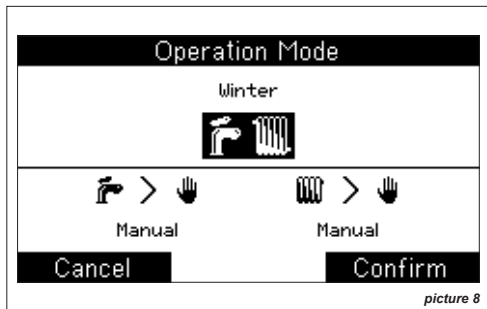 Operation Mode
Winter
Manual Manual
Cancel Confirm
picture 8